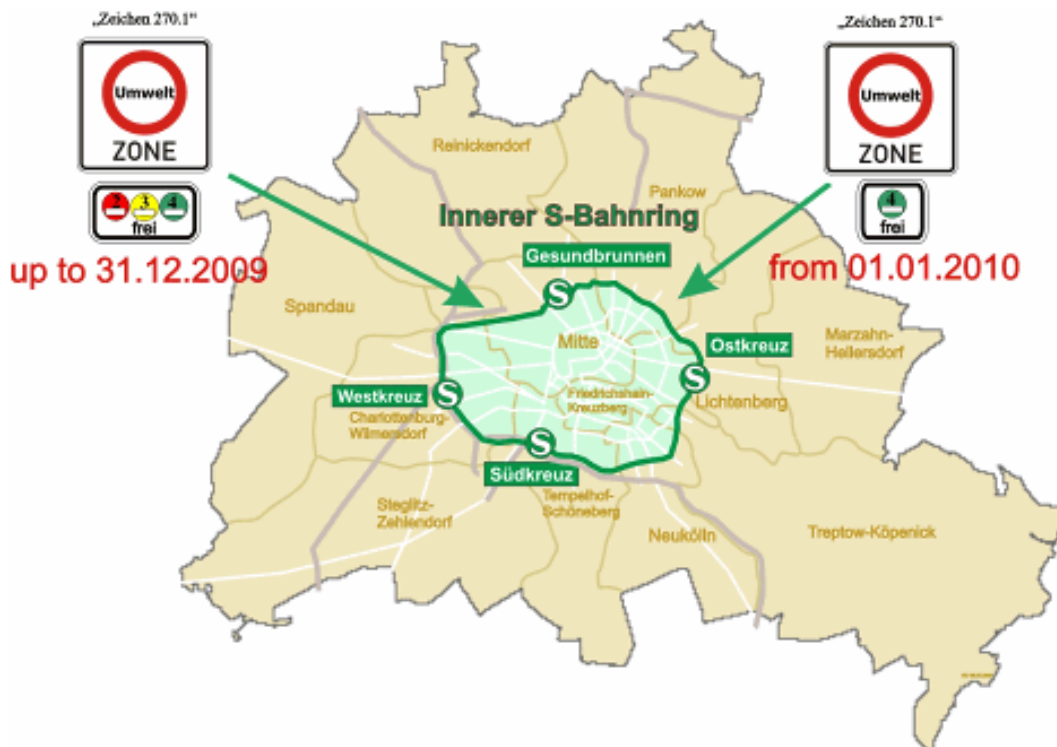 „Zeichen 270.1“
Umwelt
ZONE
2 3 4
frei
up to 31.12.2009
„Zeichen 270.1“
Umwelt
ZONE
4
frei
from 01.01.2010
Reinickendorf
Pankow
Innerer S-Bahnring
Gesundbrunnen
S
Spandau
Mitte
Ostkreuz
S
Marzahn-
Hellersdorf
Westkreuz
S
Friedrichshain-
Kreuzberg
Lichtenberg
Charlottenburg-
Wilmersdorf
S
Südkreuz
Steglitz-
Zehlendorf
Tempelhof-
Schöneberg
Neukölln
Treptow-Köpenick